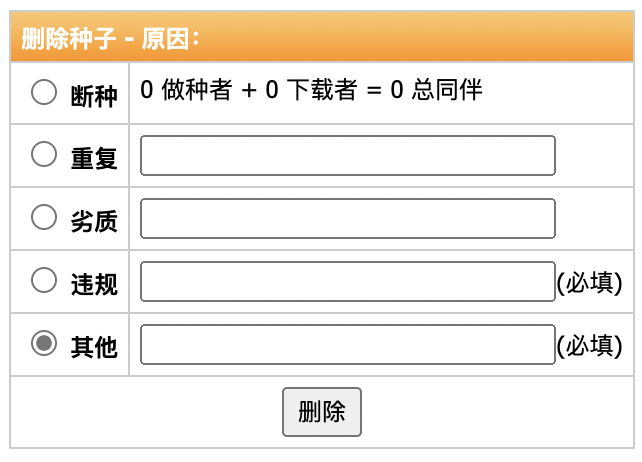 删除种子 - 原因：
断种 0 做种者 + 0 下载者 = 0 总同伴
重复
劣质
违规 (必填)
其他 (必填)
删除